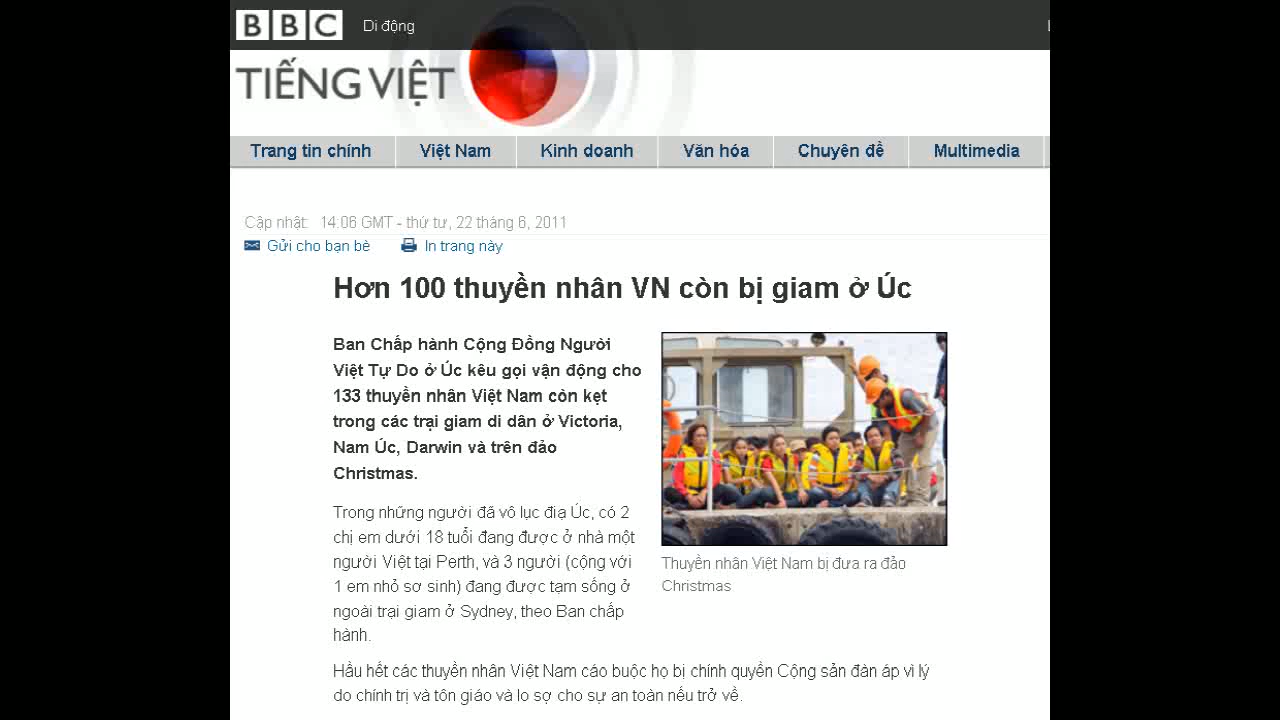 BBC Di động
TIẾNG VIỆT
Trang tin chính Việt Nam Kinh doanh Văn hóa Chuyên đề Multimedia
Cập nhật: 14:06 GMT - thứ tư, 22 tháng 6, 2011
Gửi cho bạn bè In trang này
Hơn 100 thuyền nhân VN còn bị giam ở Úc
Ban Chấp hành Cộng Đồng Người
Việt Tự Do ở Úc kêu gọi vận động cho
133 thuyền nhân Việt Nam còn kẹt
trong các trại giam di dân ở Victoria,
Nam Úc, Darwin và trên đảo
Christmas.
Trong những người đã vô lục địa Úc, có 2
chị em dưới 18 tuổi đang được ở nhà một
người Việt tại Perth, và 3 người (cộng với
1 em nhỏ sơ sinh) đang được tạm sống ở
ngoài trại giam ở Sydney, theo Ban chấp
hành.
Thuyền nhân Việt Nam bị đưa ra đảo
Christmas
Hầu hết các thuyền nhân Việt Nam cáo buộc họ bị chính quyền Cộng sản đàn áp vì lý
do chính trị và tôn giáo và lo sợ cho sự an toàn nếu trở về.